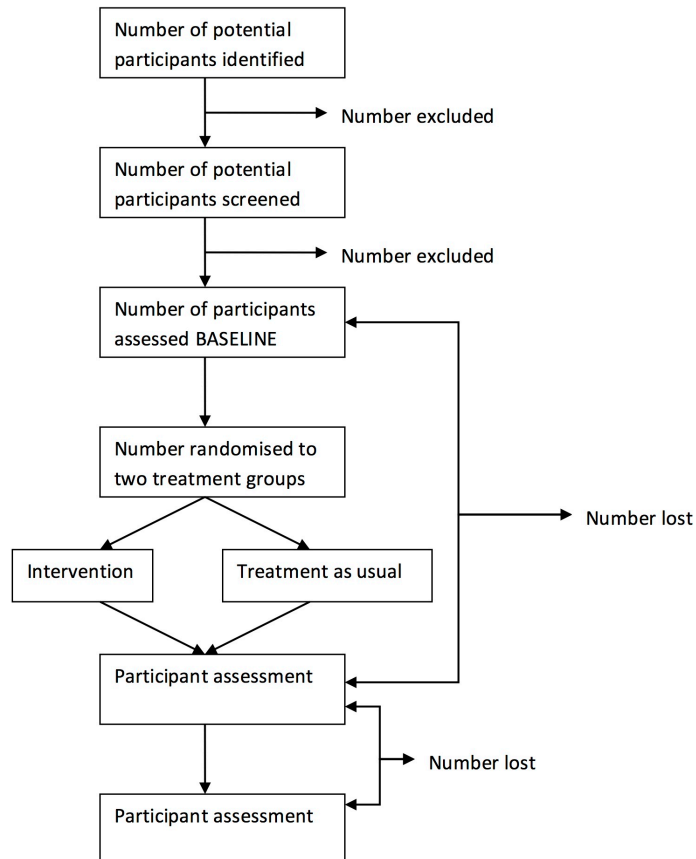 Number of potential
participants identified
Number excluded
Number of potential
participants screened
Number excluded
Number of participants
assessed BASELINE
Number randomised to
two treatment groups
Number lost
Intervention
Treatment as usual
Participant assessment
Number lost
Participant assessment